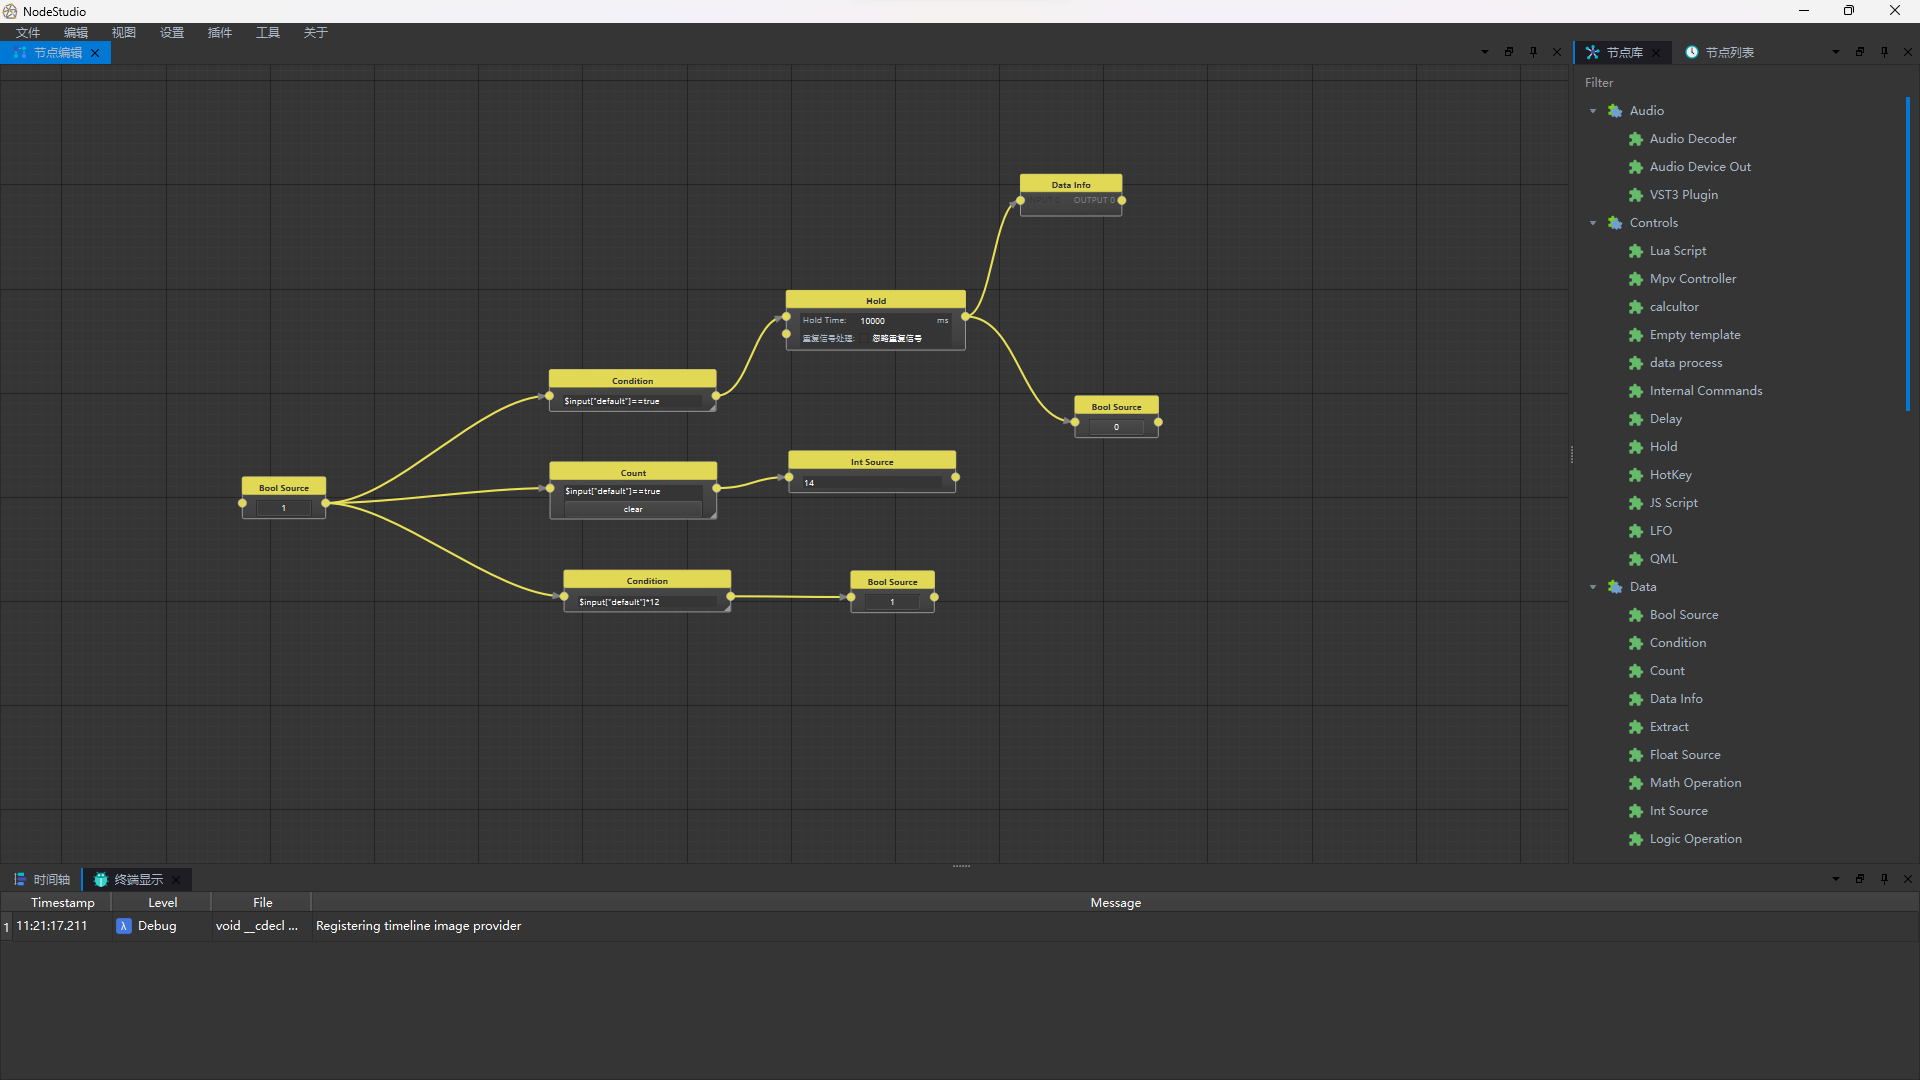 NodeStudio
文件 编辑 视图 设置 插件 工具 关于
节点编辑
Data Info
OUTPUT 0
Hold
Hold Time: 10000 ms
重复信号处理: 忽略重复信号
Condition
$input["default"]==true
Bool Source
0
Int Source
14
Count
$input["default"]==true
clear
Bool Source
1
Condition
$input["default"]*12
Bool Source
1
节点库 节点列表
Filter
Audio
Audio Decoder
Audio Device Out
VST3 Plugin
Controls
Lua Script
Mpv Controller
calcultor
Empty template
data process
Internal Commands
Delay
Hold
HotKey
JS Script
LFO
QML
Data
Bool Source
Condition
Count
Data Info
Extract
Float Source
Math Operation
Int Source
Logic Operation
时间轴 终端显示
Timestamp Level File Message
1 11:21:17.211 λ Debug void __cdecl ... Registering timeline image provider